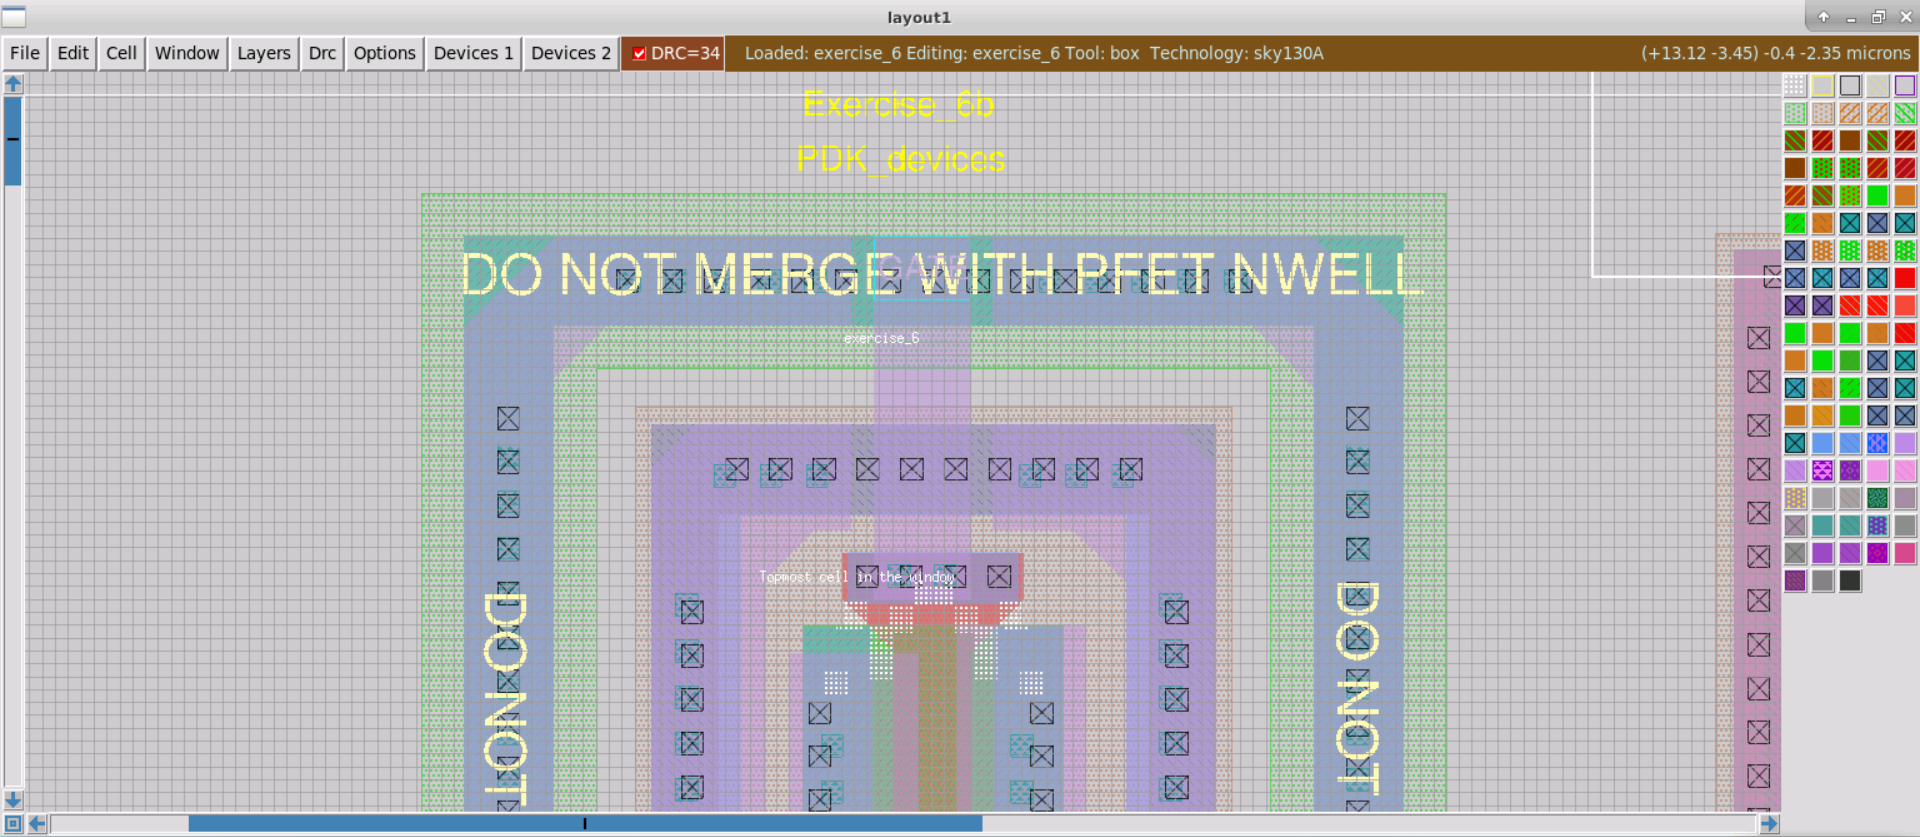 layout1
File Edit Cell Window Layers Drc Options Devices 1 Devices 2 DRC=34 Loaded: exercise_6 Editing: exercise_6 Tool: box Technology: sky130A (+13.12 -3.45) -0.4 -2.35 microns
Exercise_6b
PDK_devices
DO NOT MERGE WITH PFET NWELL
GATE
exercise_6
Topmost cell in the window
DO NOT
DO NOT